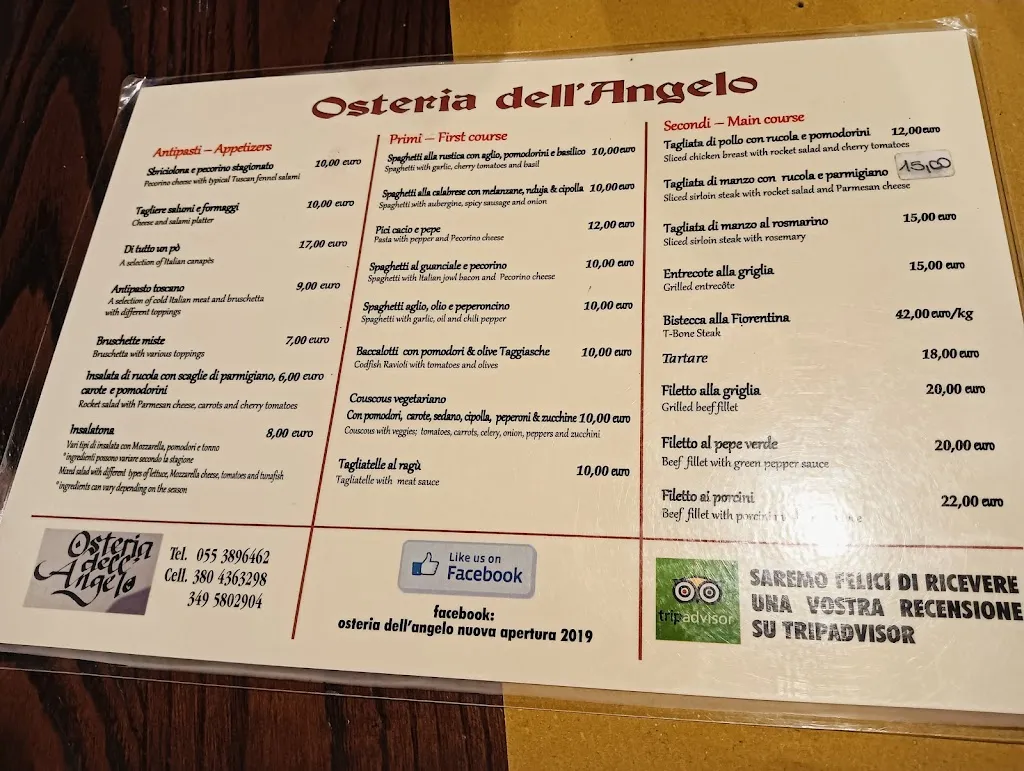 Osteria dell'Angelo
Antipasti – Appetizers
Sbriciolona e pecorino stagionato 10,00 euro
Pecorino cheese with typical Tuscan fennel salami
Tagliere salumi e formaggi 10,00 euro
Cheese and salami platter
Di tutto un pò 17,00 euro
A selection of Italian canapès
Antipasto toscano 9,00 euro
A selection of cold Italian meat and bruschetta
with different toppings
Bruschette miste 7,00 euro
Bruschetta with various toppings
Insalata di rucola con scaglie di parmigiano, 6,00 euro
carote e pomodorini
Rocket salad with Parmesan cheese, carrots and cherry tomatoes
Insalatona 8,00 euro
Vari tipi di insalata con Mozzarella, pomodori e tonno
*ingredienti possono variare secondo la stagione
Mixed salad with different types of lettuce, Mozzarella cheese, tomatoes and tunafish
*ingredients can vary depending on the season
Primi – First course
Spaghetti alla rustica con aglio, pomodorini e basilico 10,00 euro
Spaghetti with garlic, cherry tomatoes and basil
Spaghetti alla calabrese con melanzane, nduja & cipolla 10,00 euro
Spaghetti with aubergine, spicy sausage and onion
Pici cacio e pepe 12,00 euro
Pasta with pepper and Pecorino cheese
Spaghetti al guanciale e pecorino 10,00 euro
Spaghetti with Italian jowl bacon and Pecorino cheese
Spaghetti aglio, olio e peperoncino 10,00 euro
Spaghetti with garlic, oil and chili pepper
Baccalotti con pomodori & olive Taggiasche 10,00 euro
Codfish Ravioli with tomatoes and olives
Couscous vegetariano
Con pomodori, carote, sedano, cipolla, peperoni & zucchine 10,00 euro
Couscous with veggies; tomatoes, carrots, celery, onion, peppers and zucchini
Tagliatelle al ragù 10,00 euro
Tagliatelle with meat sauce
Secondi – Main course
Tagliata di pollo con rucola e pomodorini 12,00 euro
Sliced chicken breast with rocket salad and cherry tomatoes
Tagliata di manzo con rucola e parmigiano 15,00
Sliced sirloin steak with rocket salad and Parmesan cheese
Tagliata di manzo al rosmarino 15,00 euro
Sliced sirloin steak with rosemary
Entrecote alla griglia 15,00 euro
Grilled entrecôte
Bistecca alla Fiorentina 42,00 euro/kg
T-Bone Steak
Tartare 18,00 euro
Filetto alla griglia 20,00 euro
Grilled beef fillet
Filetto al pepe verde 20,00 euro
Beef fillet with green pepper sauce
Filetto ai porcini 22,00 euro
Beef fillet with porcini
Osteria
dell'
Angelo
Tel. 055 3896462
Cell. 380 4363298
349 5802904
Like us on
Facebook
facebook:
osteria dell'angelo nuova apertura 2019
tripadvisor
SAREMO FELICI DI RICEVERE
UNA VOSTRA RECENSIONE
SU TRIPADVISOR